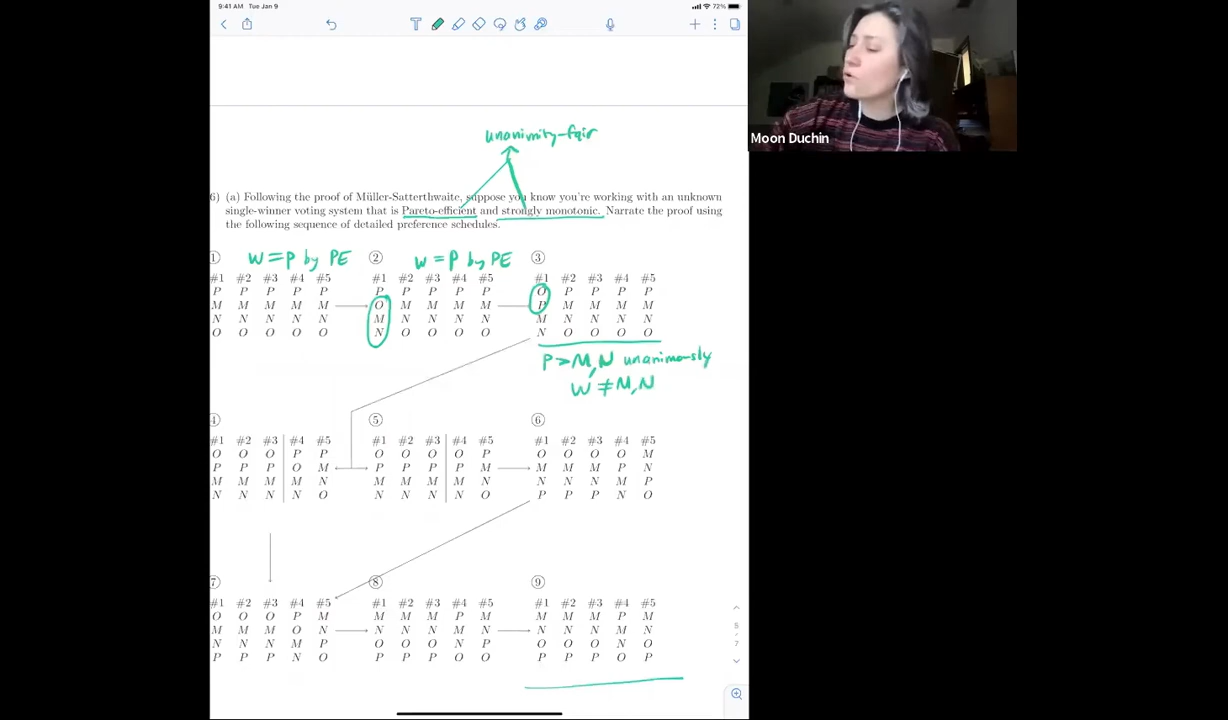 9:41 AM Tue Jan 9
72%
Moon Duchin
unanimity-fair
6) (a) Following the proof of Müller-Satterthwaite, suppose you know you're working with an unknown
single-winner voting system that is Pareto-efficient and strongly monotonic. Narrate the proof using
the following sequence of detailed preference schedules.
① W=P by PE ② W=P by PE ③
#1 #2 #3 #4 #5 #1 #2 #3 #4 #5 #1 #2 #3 #4 #5
P P P P P P P P P P O P P P P
M M M M M O M M M M P M M M M
N N N N N M N N N N M N N N N
O O O O O N O O O O N O O O O
P>M,N unanimously
W≠M,N
④ ⑤ ⑥
#1 #2 #3 #4 #5 #1 #2 #3 #4 #5 #1 #2 #3 #4 #5
O O O P P O O O O P O O O O M
P P P O M P P P P M M M M P N
M M M M N M M M M N N N N M P
N N N N O N N N N O P P P N O
⑦ ⑧ ⑨
#1 #2 #3 #4 #5 #1 #2 #3 #4 #5 #1 #2 #3 #4 #5
O O O P M M M M P M M M M P M
M M M O N N N N M N N N N M N
N N N M P O O O N P O O O N O
P P P N O P P P O O P P P O P
5
7